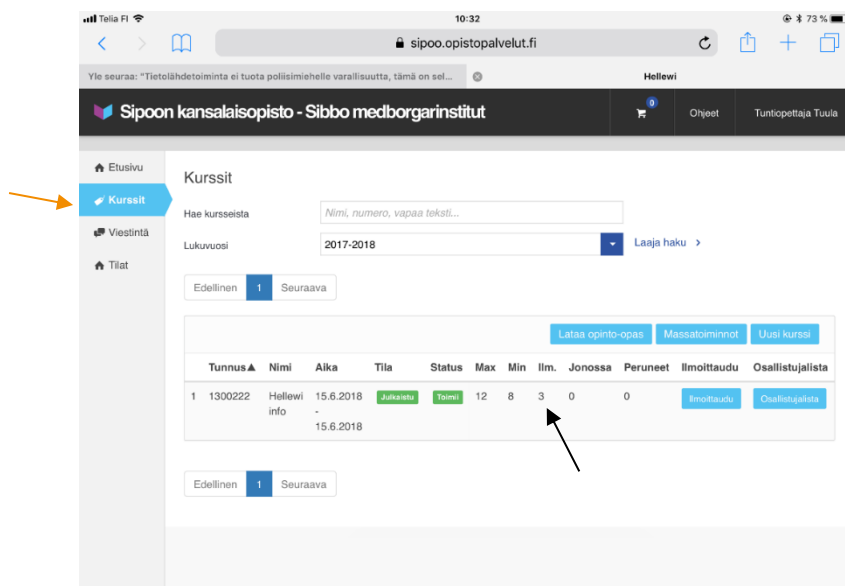 Telia FI 10:32 73 %
sipoo.opistopalvelut.fi
Yle seuraa: "Tietolähdetoiminta ei tuota poliisimiehelle varallisuutta, tämä on sel... Hellewi
Sipoon kansalaisopisto - Sibbo medborgarinstitut 0 Ohjeet Tuntiopettaja Tuula
Etusivu
Kurssit
Viestintä
Tilat
Kurssit
Hae kursseista Nimi, numero, vapaa teksti...
Lukuvuosi 2017-2018 Laaja haku >
Edellinen 1 Seuraava
Lataa opinto-opas Massatoiminnot Uusi kurssi
Tunnus▲ Nimi Aika Tila Status Max Min Ilm. Jonossa Peruneet Ilmoittaudu Osallistujalista
1 1300222 Hellewi 15.6.2018 Julkaistu Toimii 12 8 3 0 0 Ilmoittaudu Osallistujalista
info -
15.6.2018
Edellinen 1 Seuraava